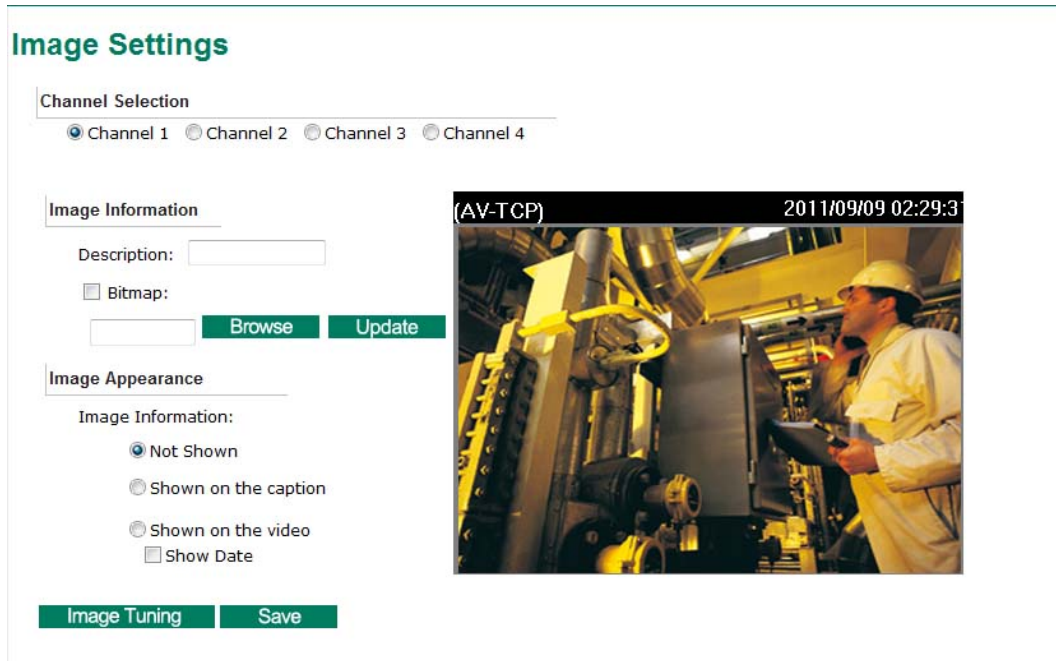 Image Settings
Channel Selection
Channel 1 Channel 2 Channel 3 Channel 4
Image Information
Description:
Bitmap:
Browse Update
Image Appearance
Image Information:
Not Shown
Shown on the caption
Shown on the video
Show Date
Image Tuning Save
(AV-TCP) 2011/09/09 02:29:31